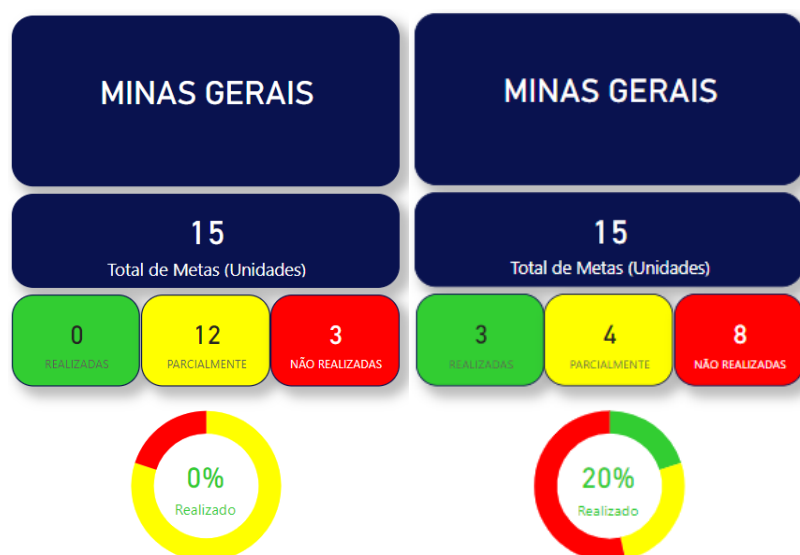 MINAS GERAIS
15
Total de Metas (Unidades)
0
REALIZADAS
12
PARCIALMENTE
3
NÃO REALIZADAS
0%
Realizado
MINAS GERAIS
15
Total de Metas (Unidades)
3
REALIZADAS
4
PARCIALMENTE
8
NÃO REALIZADAS
20%
Realizado